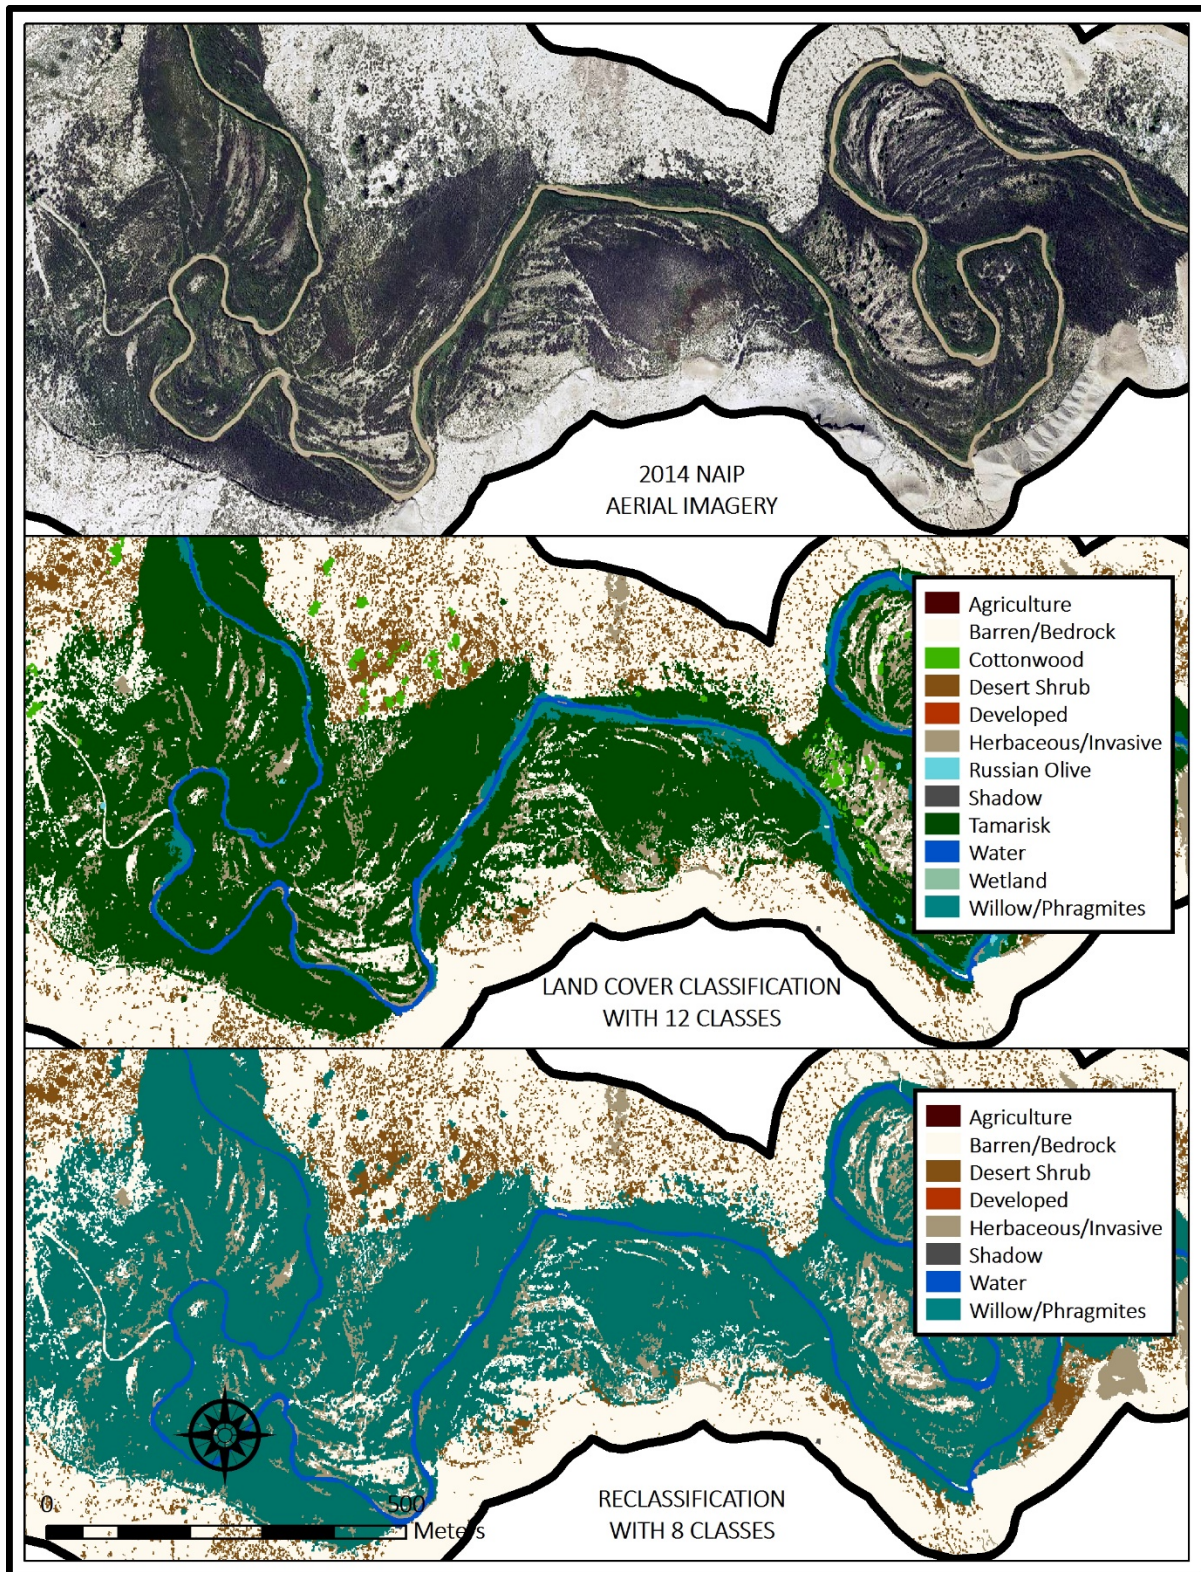 2014 NAIP
AERIAL IMAGERY
Agriculture
Barren/Bedrock
Cottonwood
Desert Shrub
Developed
Herbaceous/Invasive
Russian Olive
Shadow
Tamarisk
Water
Wetland
Willow/Phragmites
LAND COVER CLASSIFICATION
WITH 12 CLASSES
Agriculture
Barren/Bedrock
Desert Shrub
Developed
Herbaceous/Invasive
Shadow
Water
Willow/Phragmites
RECLASSIFICATION
WITH 8 CLASSES
0 500
Meters